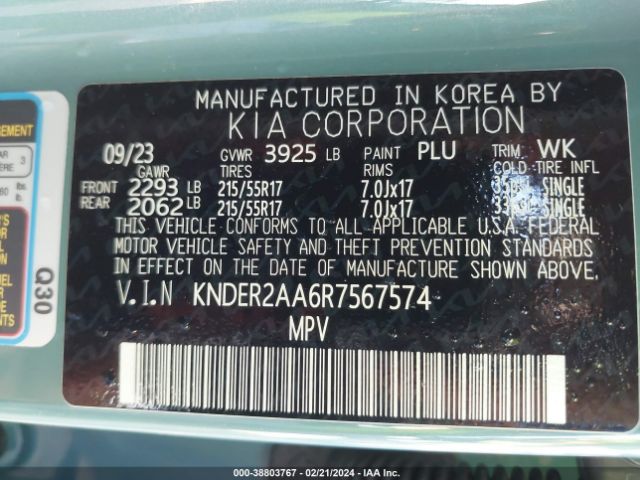 MANUFACTURED IN KOREA BY
KIA CORPORATION
09/23 GVWR 3925 LB PAINT PLU TRIM WK
GAWR TIRES RIMS COLD TIRE INFL
FRONT 2293 LB 215/55R17 7.0Jx17 SINGLE
REAR 2062 LB 215/55R17 7.0Jx17 SINGLE
THIS VEHICLE CONFORMS TO ALL APPLICABLE U.S.A. FEDERAL
MOTOR VEHICLE SAFETY AND THEFT PREVENTION STANDARDS
IN EFFECT ON THE DATE OF MANUFACTURE SHOWN ABOVE.
V.I.N KNDER2AA6R7567574
MPV
GEMENT
3
lbs.
Q30
000-38803767 - 02/21/2024 - IAA Inc.